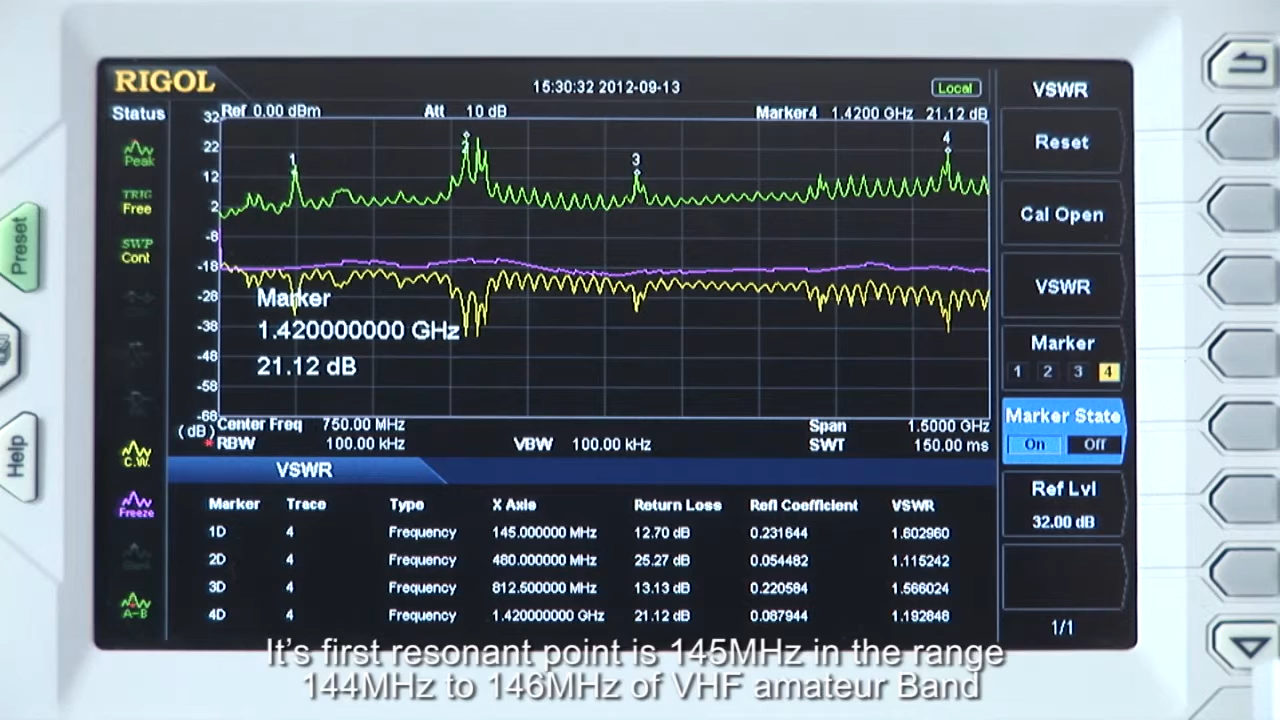 RIGOL
15:30:32 2012-09-13
Local
VSWR
Status
Ref 0.00 dBm
Att 10 dB
Marker4 1.4200 GHz 21.12 dB
Reset
Cal Open
VSWR
Marker
1 2 3 4
Marker State
On Off
Ref Lvl
32.00 dB
1/1
Peak
TRIG
Free
SWP
Cont
C.W.
Freeze
A-B
Preset
Help
32
22
12
2
-8
-18
-28
-38
-48
-58
-68
(dB)
1
2
3
4
Marker
1.420000000 GHz
21.12 dB
Center Freq 750.00 MHz
Span 1.5000 GHz
*RBW 100.00 kHz
VBW 100.00 kHz
SWT 150.00 ms
VSWR
Marker Trace Type X Axis Return Loss Refl Coefficient VSWR
1D 4 Frequency 145.000000 MHz 12.70 dB 0.231644 1.602960
2D 4 Frequency 480.000000 MHz 25.27 dB 0.054482 1.115242
3D 4 Frequency 812.500000 MHz 13.13 dB 0.220584 1.566024
4D 4 Frequency 1.420000000 GHz 21.12 dB 0.087944 1.192848
It's first resonant point is 145MHz in the range
144MHz to 146MHz of VHF amateur Band